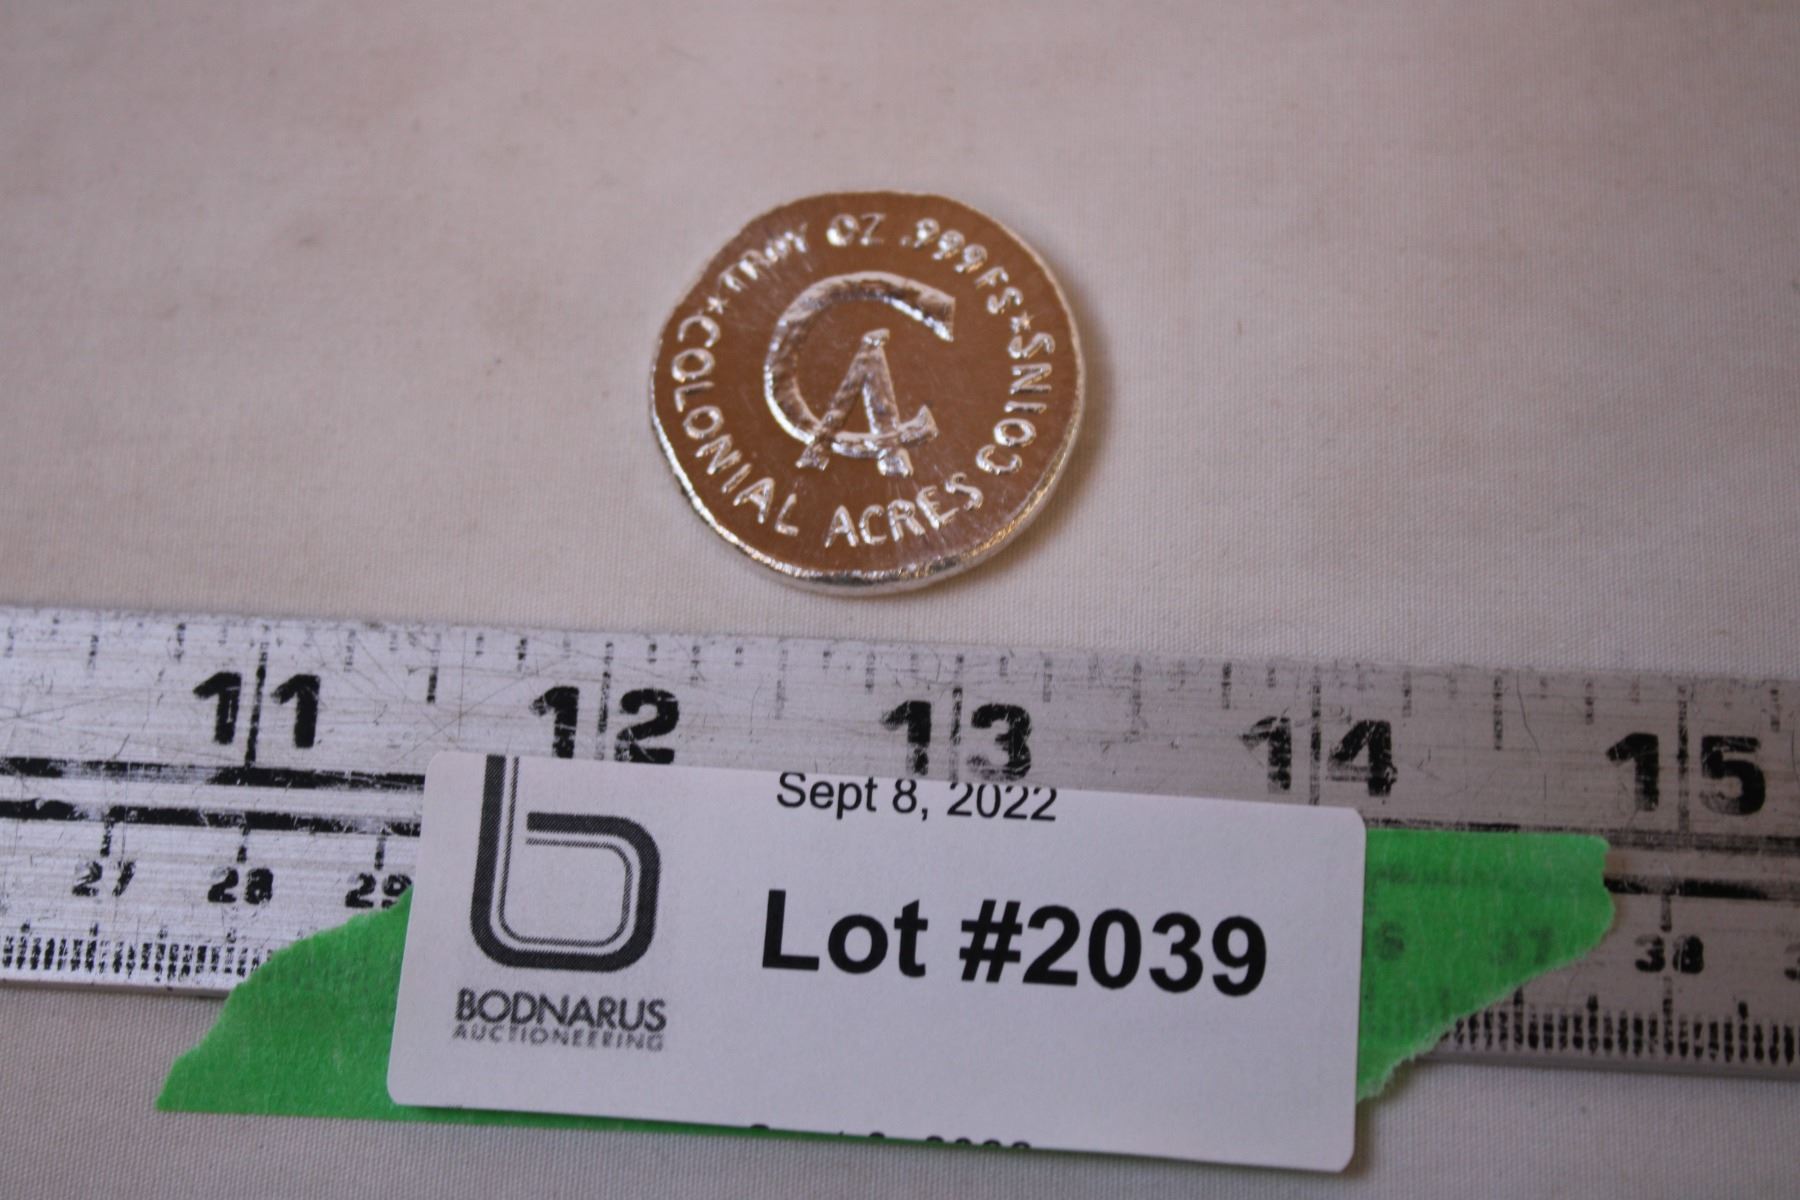 TROY OZ .999 FS
COLONIAL ACRES COINS
CA
11 12 13 14 15
Sept 8, 2022
27 28 29
Lot #2039
38
BODNARUS
AUCTIONEERING